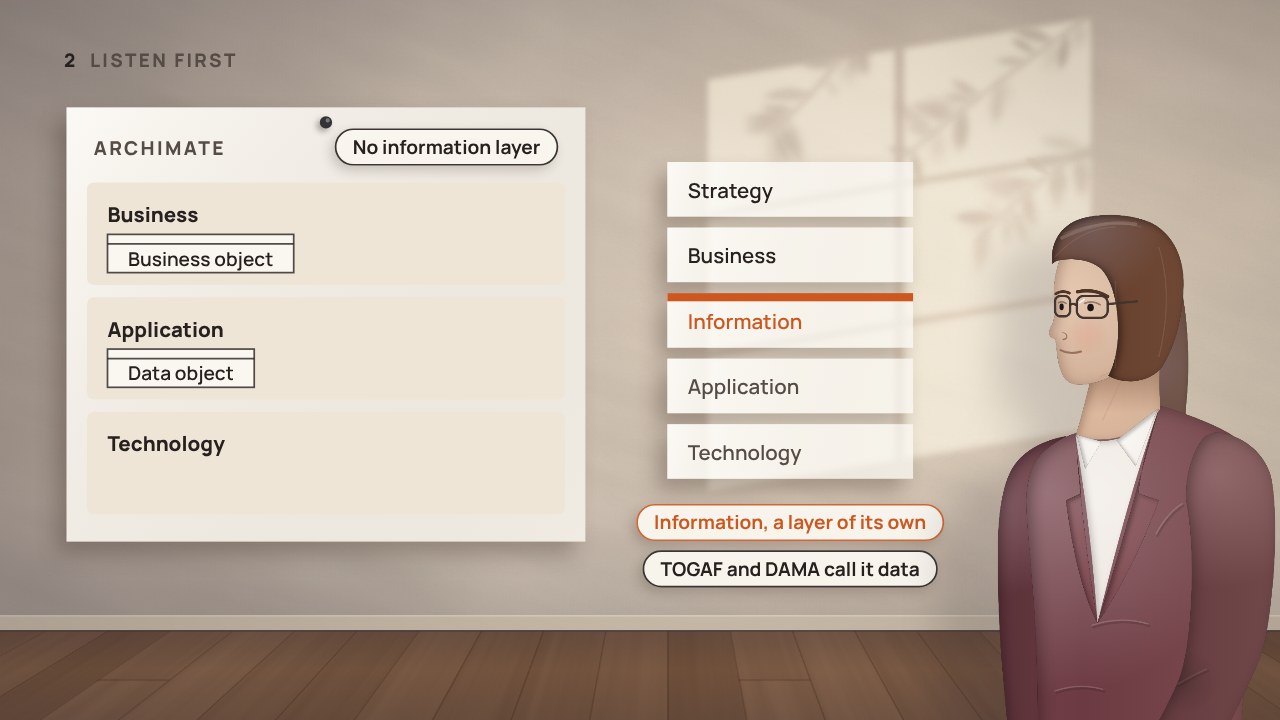 2 LISTEN FIRST
ARCHIMATE
No information layer
Business
Business object
Application
Data object
Technology
Strategy
Business
Information
Application
Technology
Information, a layer of its own
TOGAF and DAMA call it data